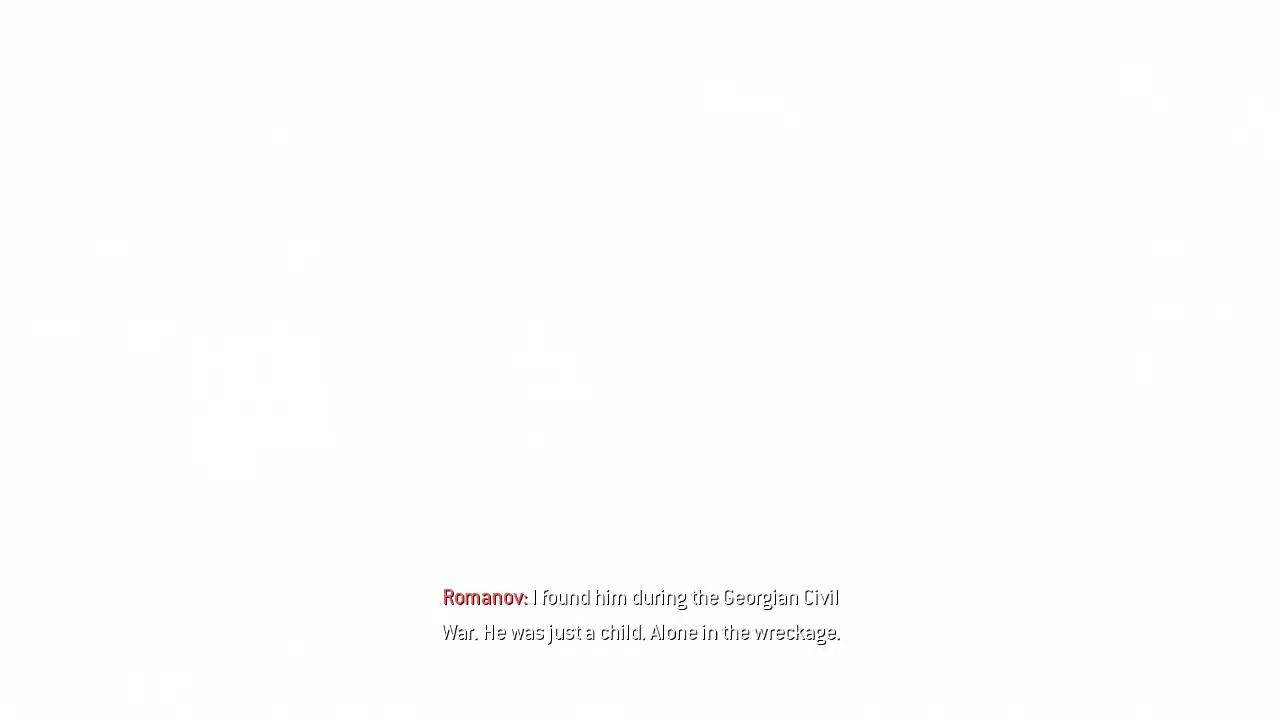 Romanov: I found him during the Georgian Civil
War. He was just a child. Alone in the wreckage.